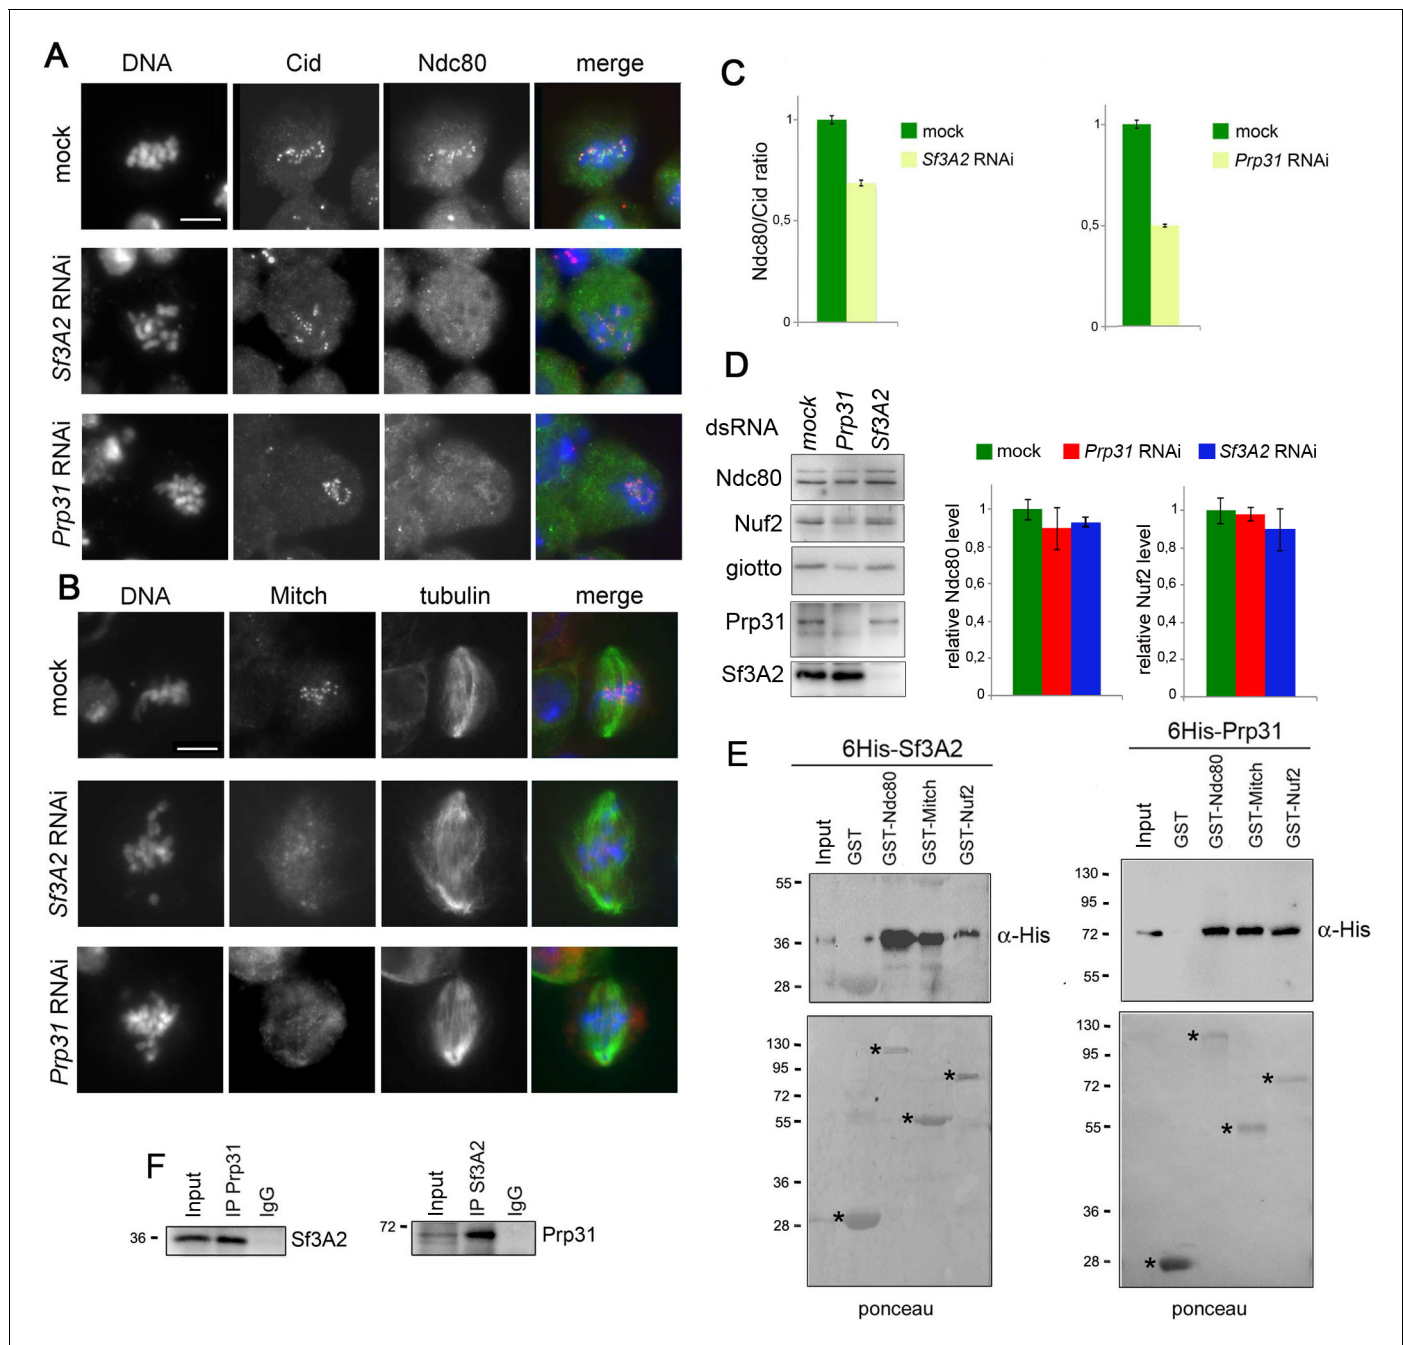 A
DNA Cid Ndc80 merge
mock
Sf3A2 RNAi
Prp31 RNAi
B
DNA Mitch tubulin merge
mock
Sf3A2 RNAi
Prp31 RNAi
C
Ndc80/Cid ratio
1
0,5
0
mock
Sf3A2 RNAi
1
0,5
0
mock
Prp31 RNAi
D
dsRNA mock Prp31 Sf3A2
Ndc80
Nuf2
giotto
Prp31
Sf3A2
mock Prp31 RNAi Sf3A2 RNAi
relative Ndc80 level
1
0,8
0,6
0,4
0,2
0
relative Nuf2 level
1
0,8
0,6
0,4
0,2
0
E
6His-Sf3A2
Input GST GST-Ndc80 GST-Mitch GST-Nuf2
55
36
28
α-His
130
95
72
55
36
28
* * * *
ponceau
6His-Prp31
Input GST GST-Ndc80 GST-Mitch GST-Nuf2
130
95
72
55
α-His
130
95
72
55
36
28
* * * *
ponceau
F
Input IP Prp31 IgG
36 Sf3A2
Input IP Sf3A2 IgG
72 Prp31